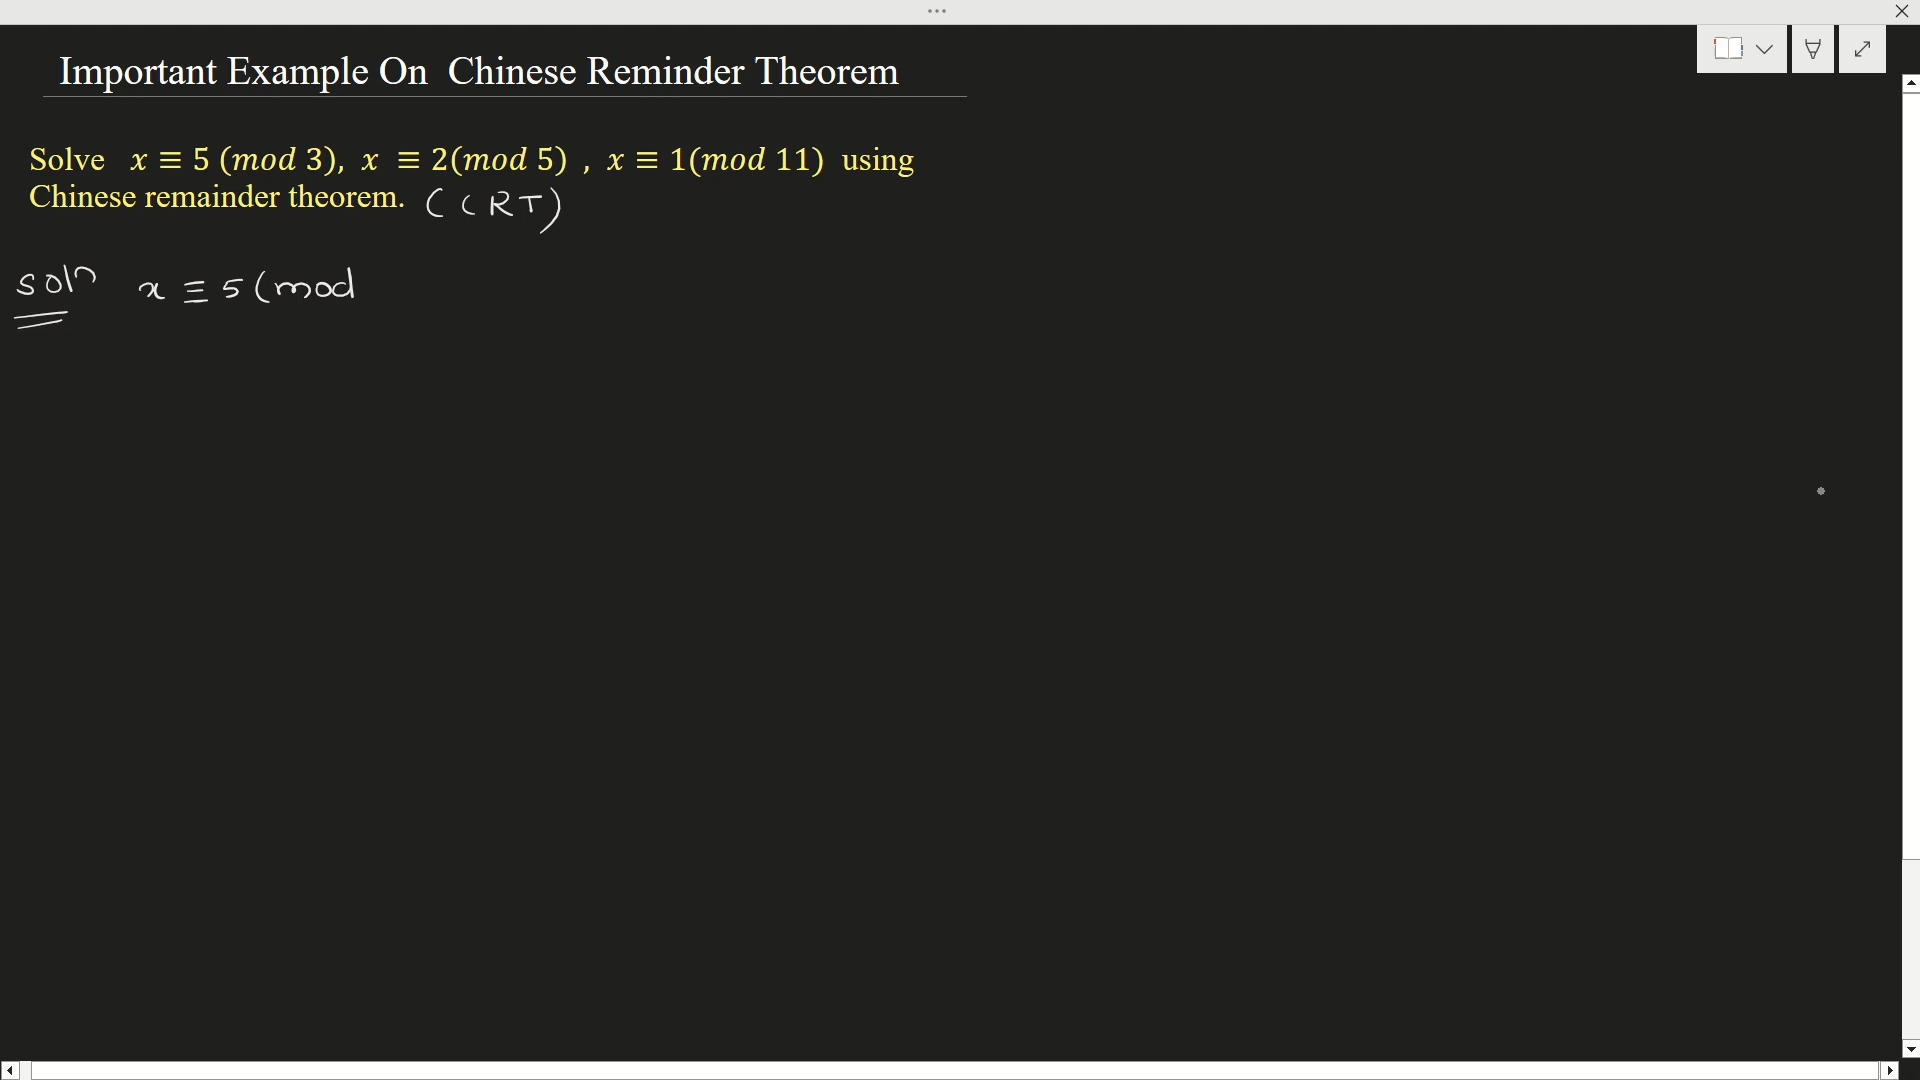 Important Example On Chinese Reminder Theorem
Solve x ≡ 5 (mod 3), x ≡ 2(mod 5) , x ≡ 1(mod 11) using
Chinese remainder theorem. (CRT)
soln x ≡ 5 (mod